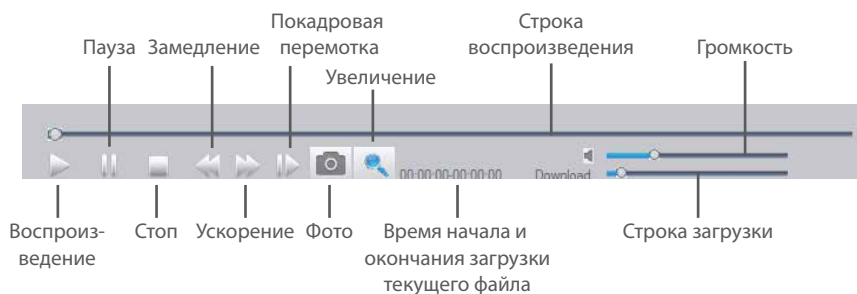 Покадровая
перемотка
Строка
воспроизведения
Пауза
Замедление
Громкость
Увеличение
00:00:00-00:00:00
Download
Воспроиз-
ведение
Стоп
Ускорение
Фото
Время начала и
окончания загрузки
текущего файла
Строка загрузки